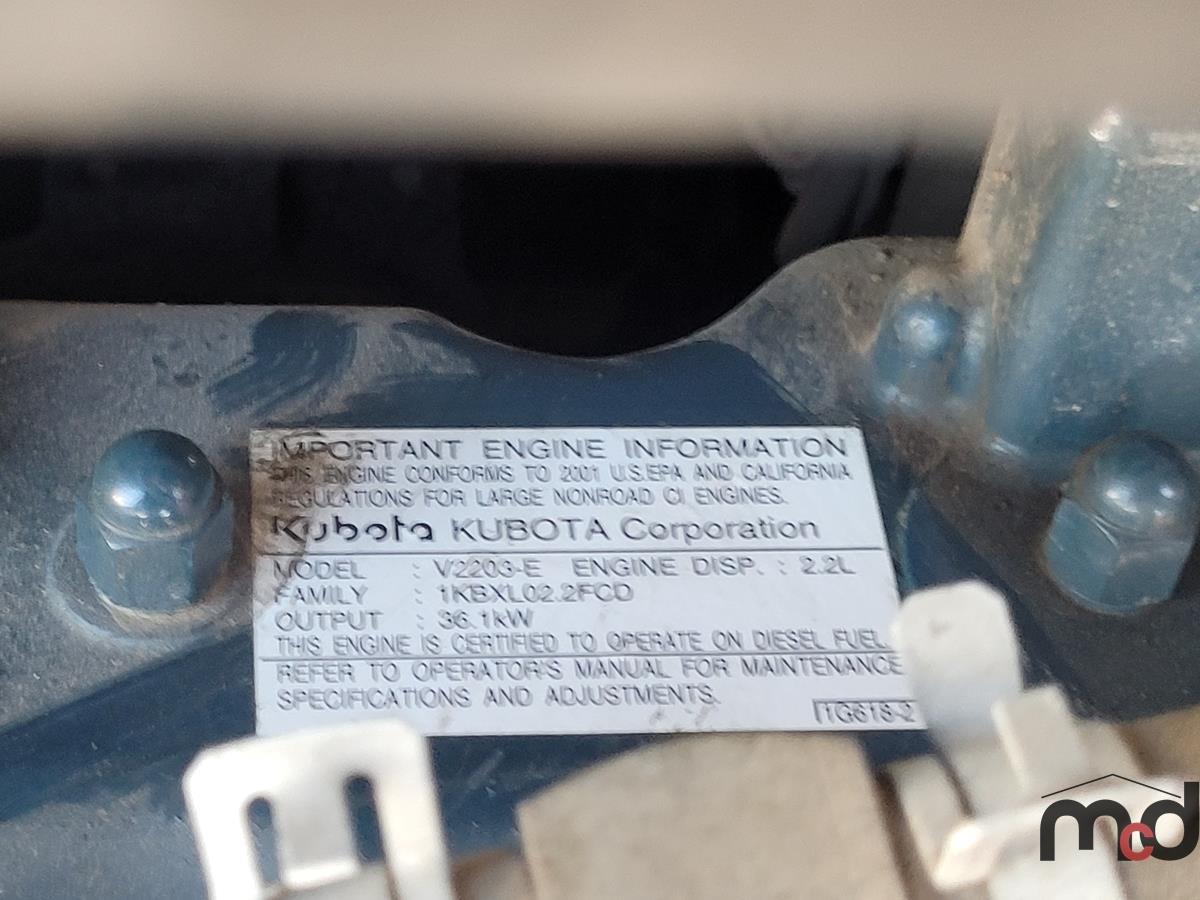 IMPORTANT ENGINE INFORMATION
THIS ENGINE CONFORMS TO 2001 U.S.EPA AND CALIFORNIA
REGULATIONS FOR LARGE NONROAD CI ENGINES.
Kubota KUBOTA Corporation
MODEL : V2203-E ENGINE DISP. : 2.2L
FAMILY : 1KBXL02.2FCD
OUTPUT : 36.1kW
THIS ENGINE IS CERTIFIED TO OPERATE ON DIESEL FUEL.
REFER TO OPERATOR'S MANUAL FOR MAINTENANCE
SPECIFICATIONS AND ADJUSTMENTS.
1G618-2
mcd